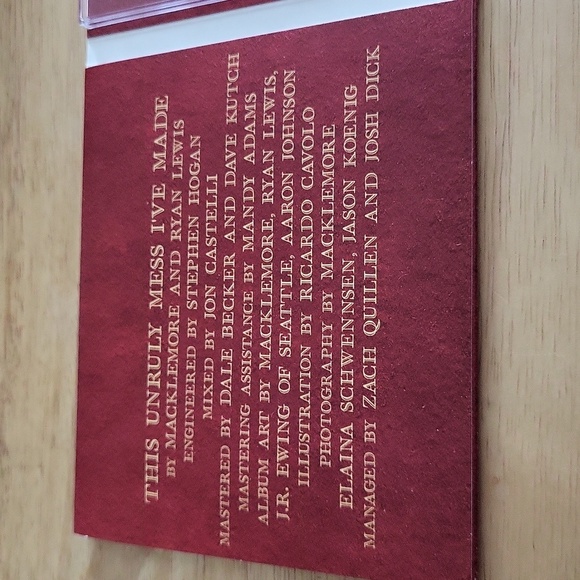 THIS UNRULY MESS I'VE MADE
BY MACKLEMORE AND RYAN LEWIS
ENGINEERED BY STEPHEN HOGAN
MIXED BY JON CASTELLI
MASTERED BY DALE BECKER AND DAVE KUTCH
MASTERING ASSISTANCE BY MANDY ADAMS
ALBUM ART BY MACKLEMORE, RYAN LEWIS,
J.R. EWING OF SEATTLE, AARON JOHNSON
ILLUSTRATION BY RICARDO CAVOLO
PHOTOGRAPHY BY MACKLEMORE
ELAINA SCHWENNSEN, JASON KOENIG
MANAGED BY ZACH QUILLEN AND JOSH DICK